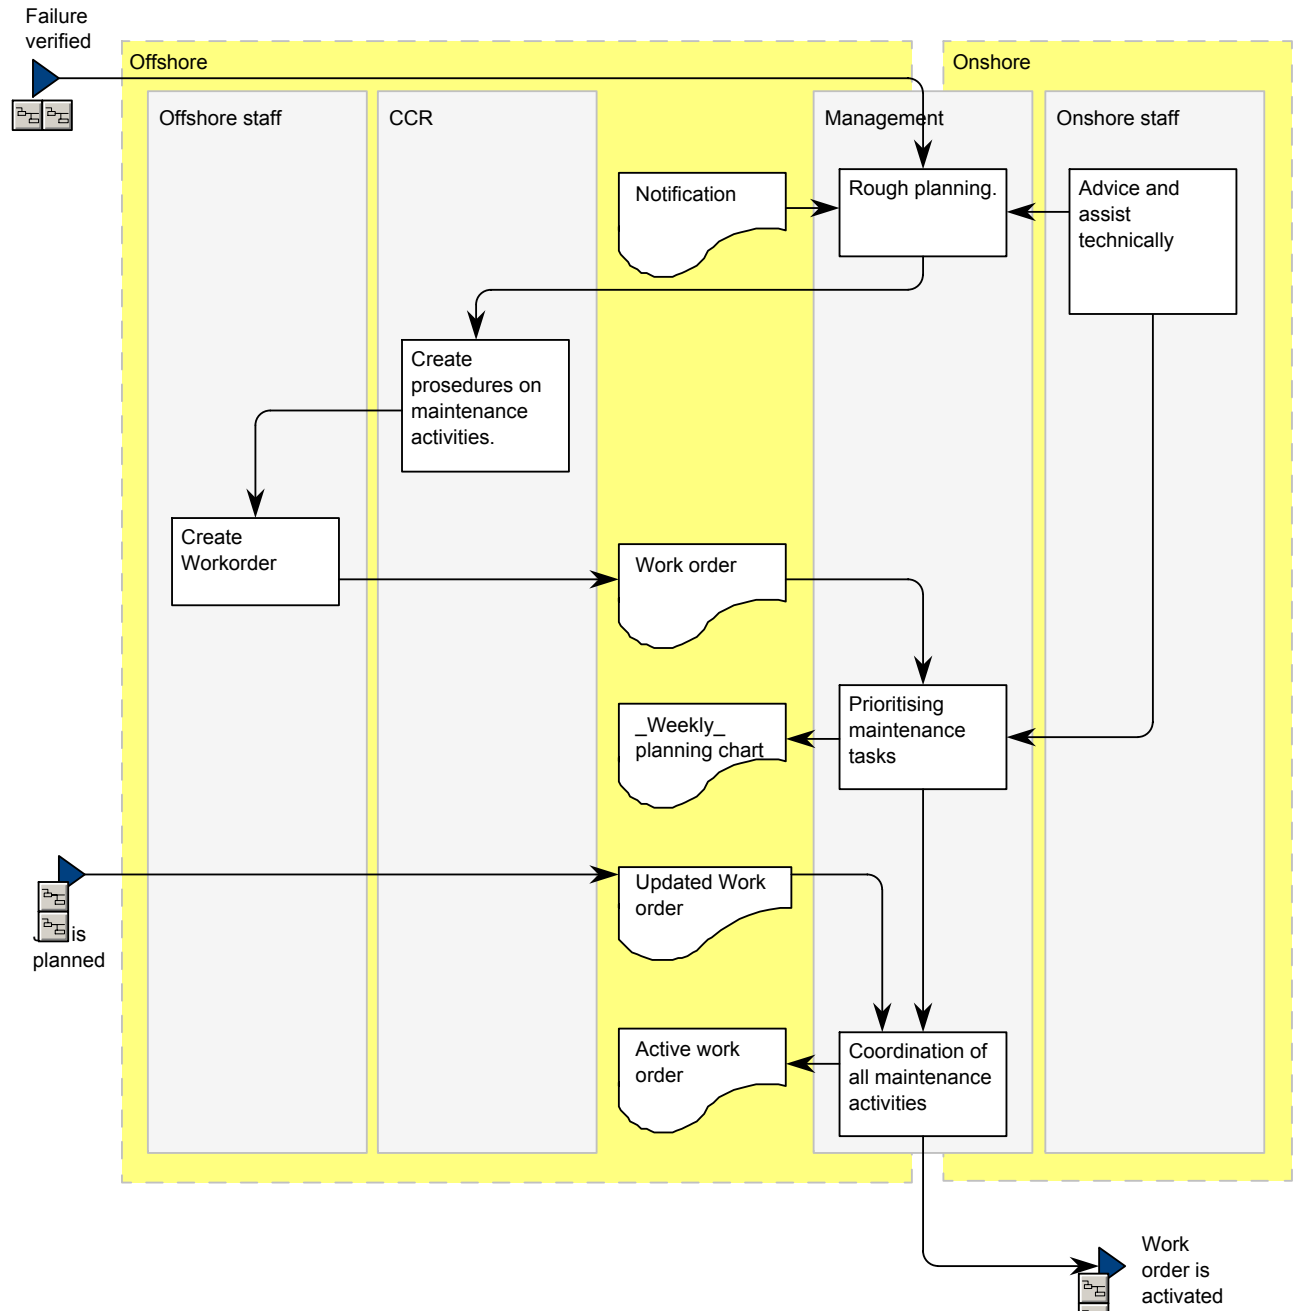 Failure
verified
Offshore
Onshore
Offshore staff
CCR
Management
Onshore staff
Notification
Rough planning.
Advice and
assist
technically
Create
prosedures on
maintenance
activities.
Create
Workorder
Work order
_Weekly_
planning chart
Prioritising
maintenance
tasks
Updated Work
order
is
planned
Active work
order
Coordination of
all maintenance
activities
Work
order is
activated